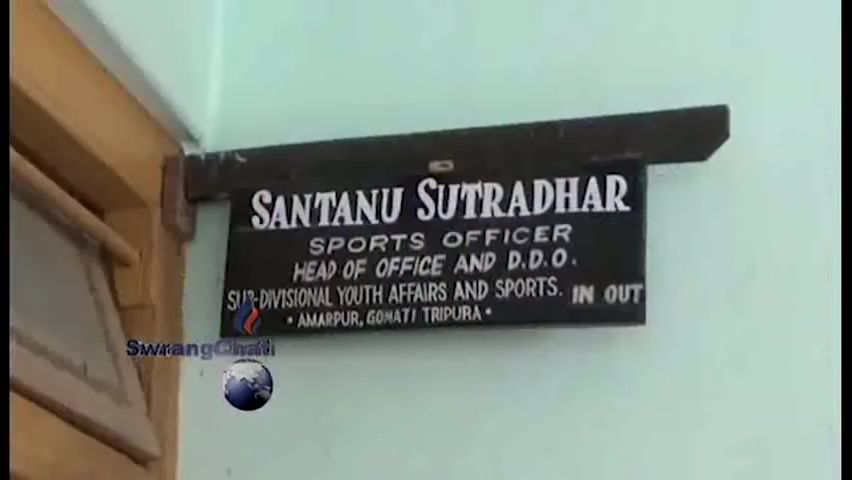 SANTANU SUTRADHAR
SPORTS OFFICER
HEAD OF OFFICE AND D.D.O.
SUB-DIVISIONAL YOUTH AFFAIRS AND SPORTS. IN OUT
• AMARPUR, GOMATI TRIPURA •
SwrangChati